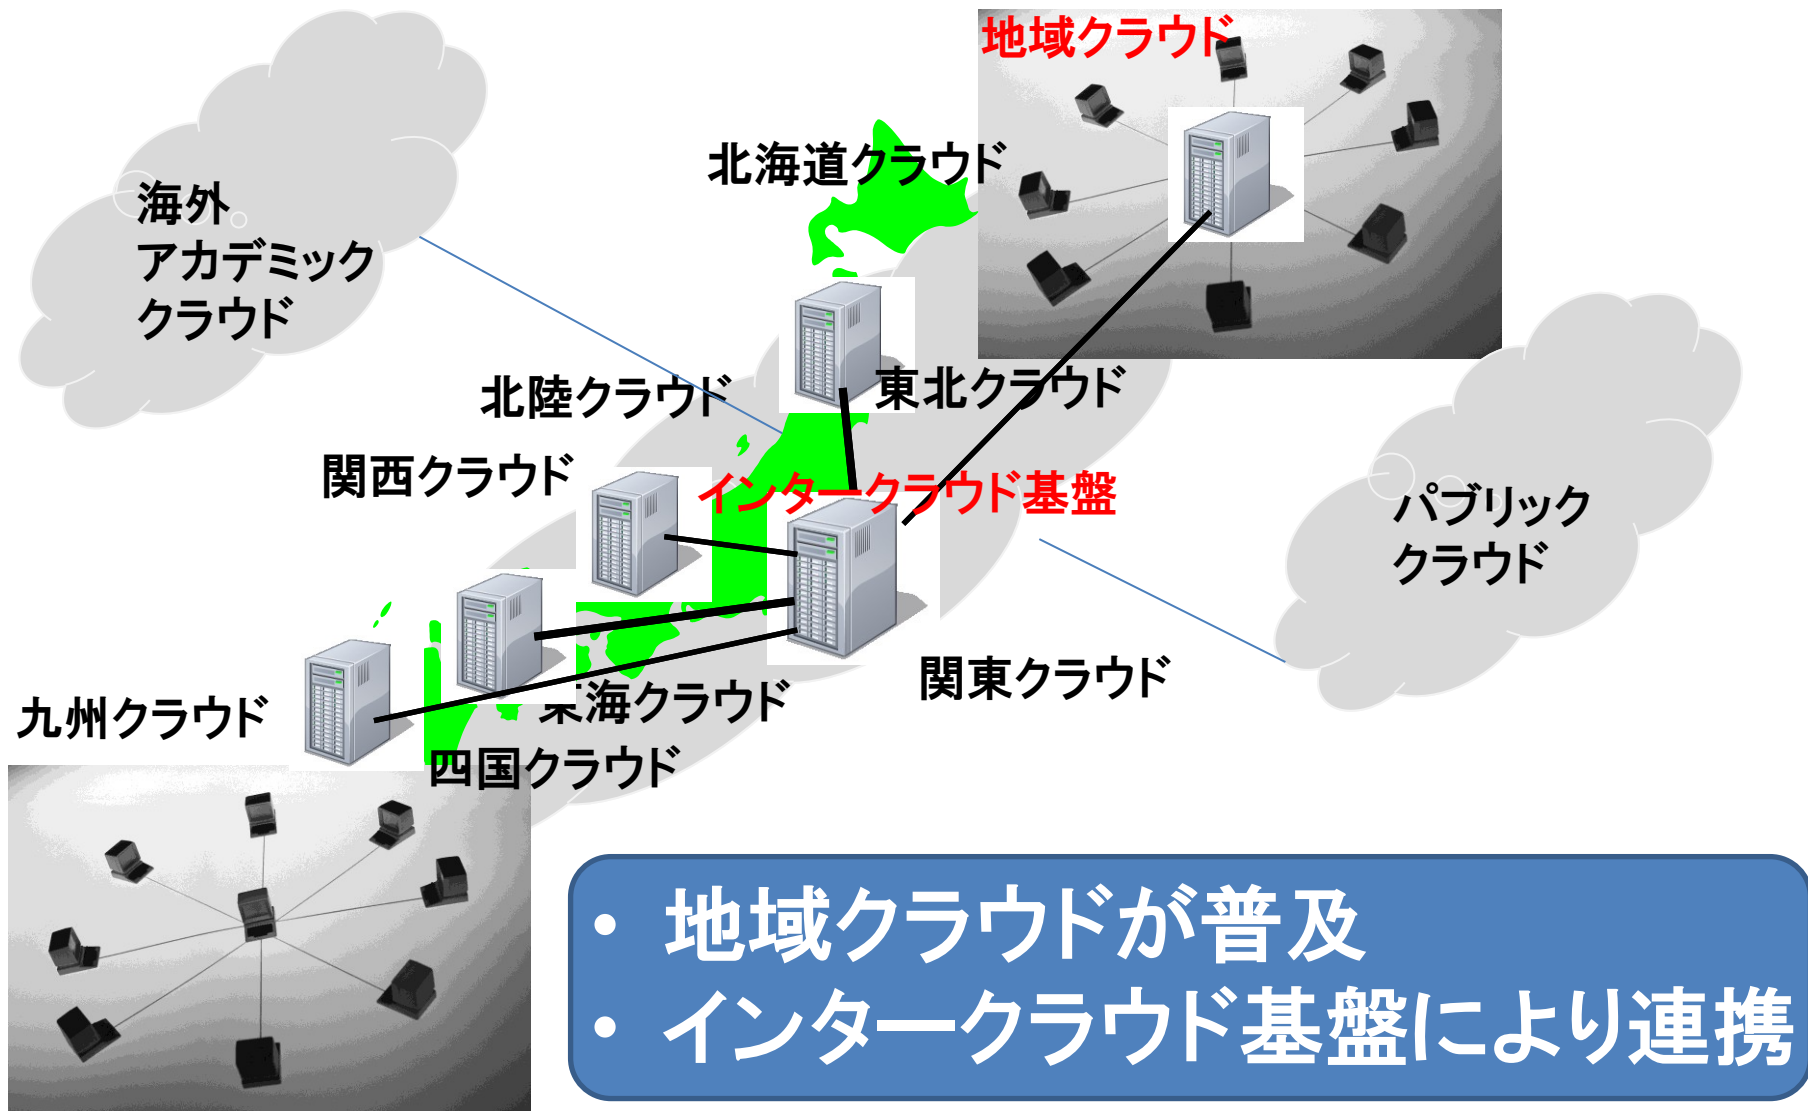 地域クラウド
北海道クラウド
海外
アカデミック
クラウド
北陸クラウド
東北クラウド
関西クラウド
インタークラウド基盤
パブリック
クラウド
関東クラウド
九州クラウド
東海クラウド
四国クラウド
• 地域クラウドが普及
• インタークラウド基盤により連携